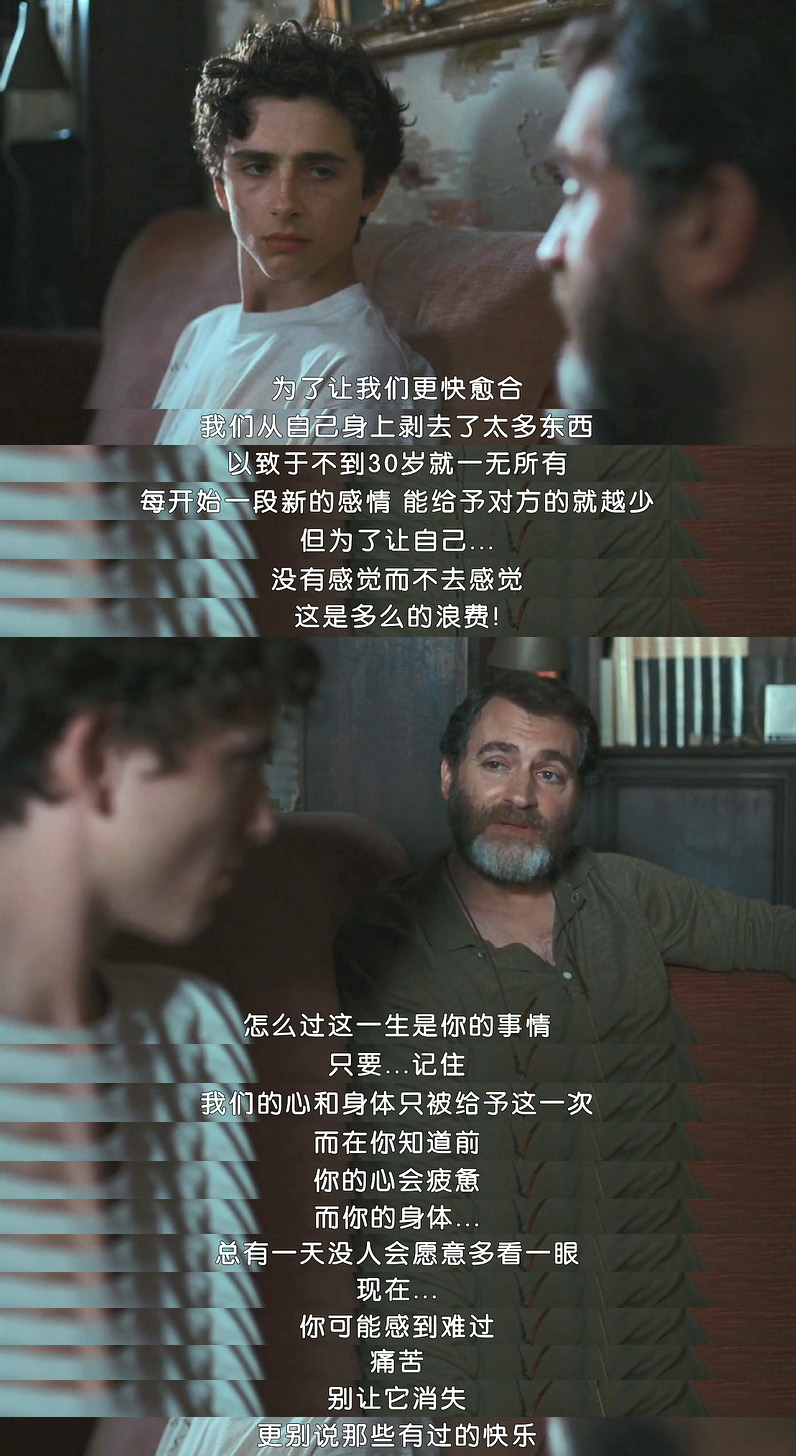 为了让我们更快愈合
我们从自己身上剥去了太多东西
以致于不到30岁就一无所有
每开始一段新的感情 能给予对方的就越少
但为了让自己...
没有感觉而不去感觉
这是多么的浪费!
怎么过这一生是你的事情
只要...记住
我们的心和身体只被给予这一次
而在你知道前
你的心会疲惫
而你的身体...
总有一天没人会愿意多看一眼
现在...
你可能感到难过
痛苦
别让它消失
更别说那些有过的快乐